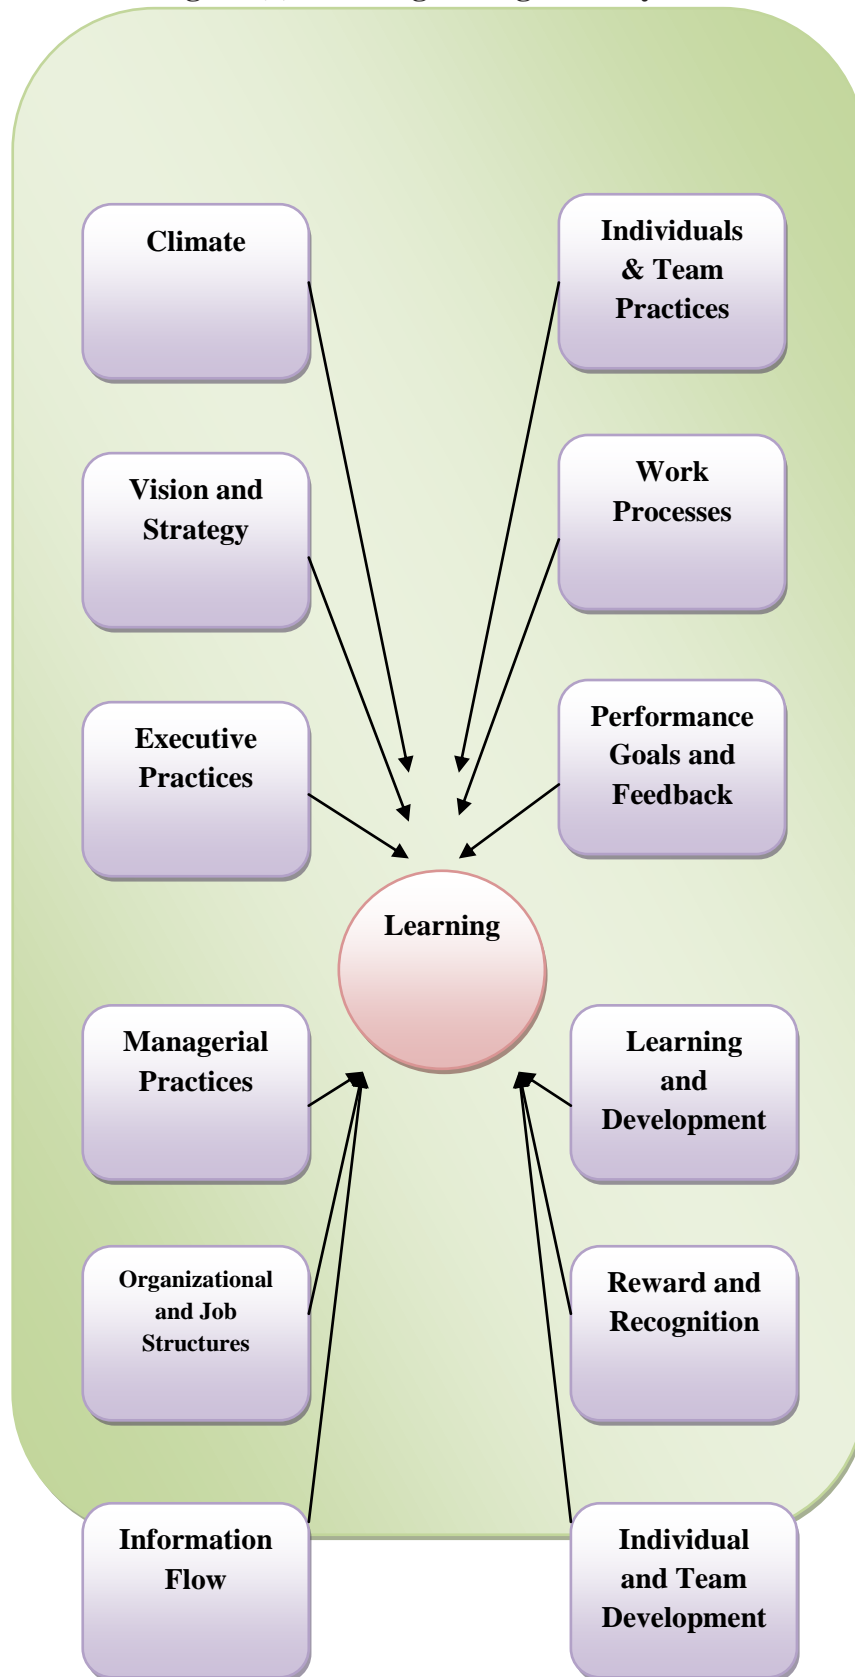 Climate
Individuals
& Team
Practices
Vision and
Strategy
Work
Processes
Executive
Practices
Performance
Goals and
Feedback
Learning
Managerial
Practices
Learning
and
Development
Organizational
and Job
Structures
Reward and
Recognition
Information
Flow
Individual
and Team
Development